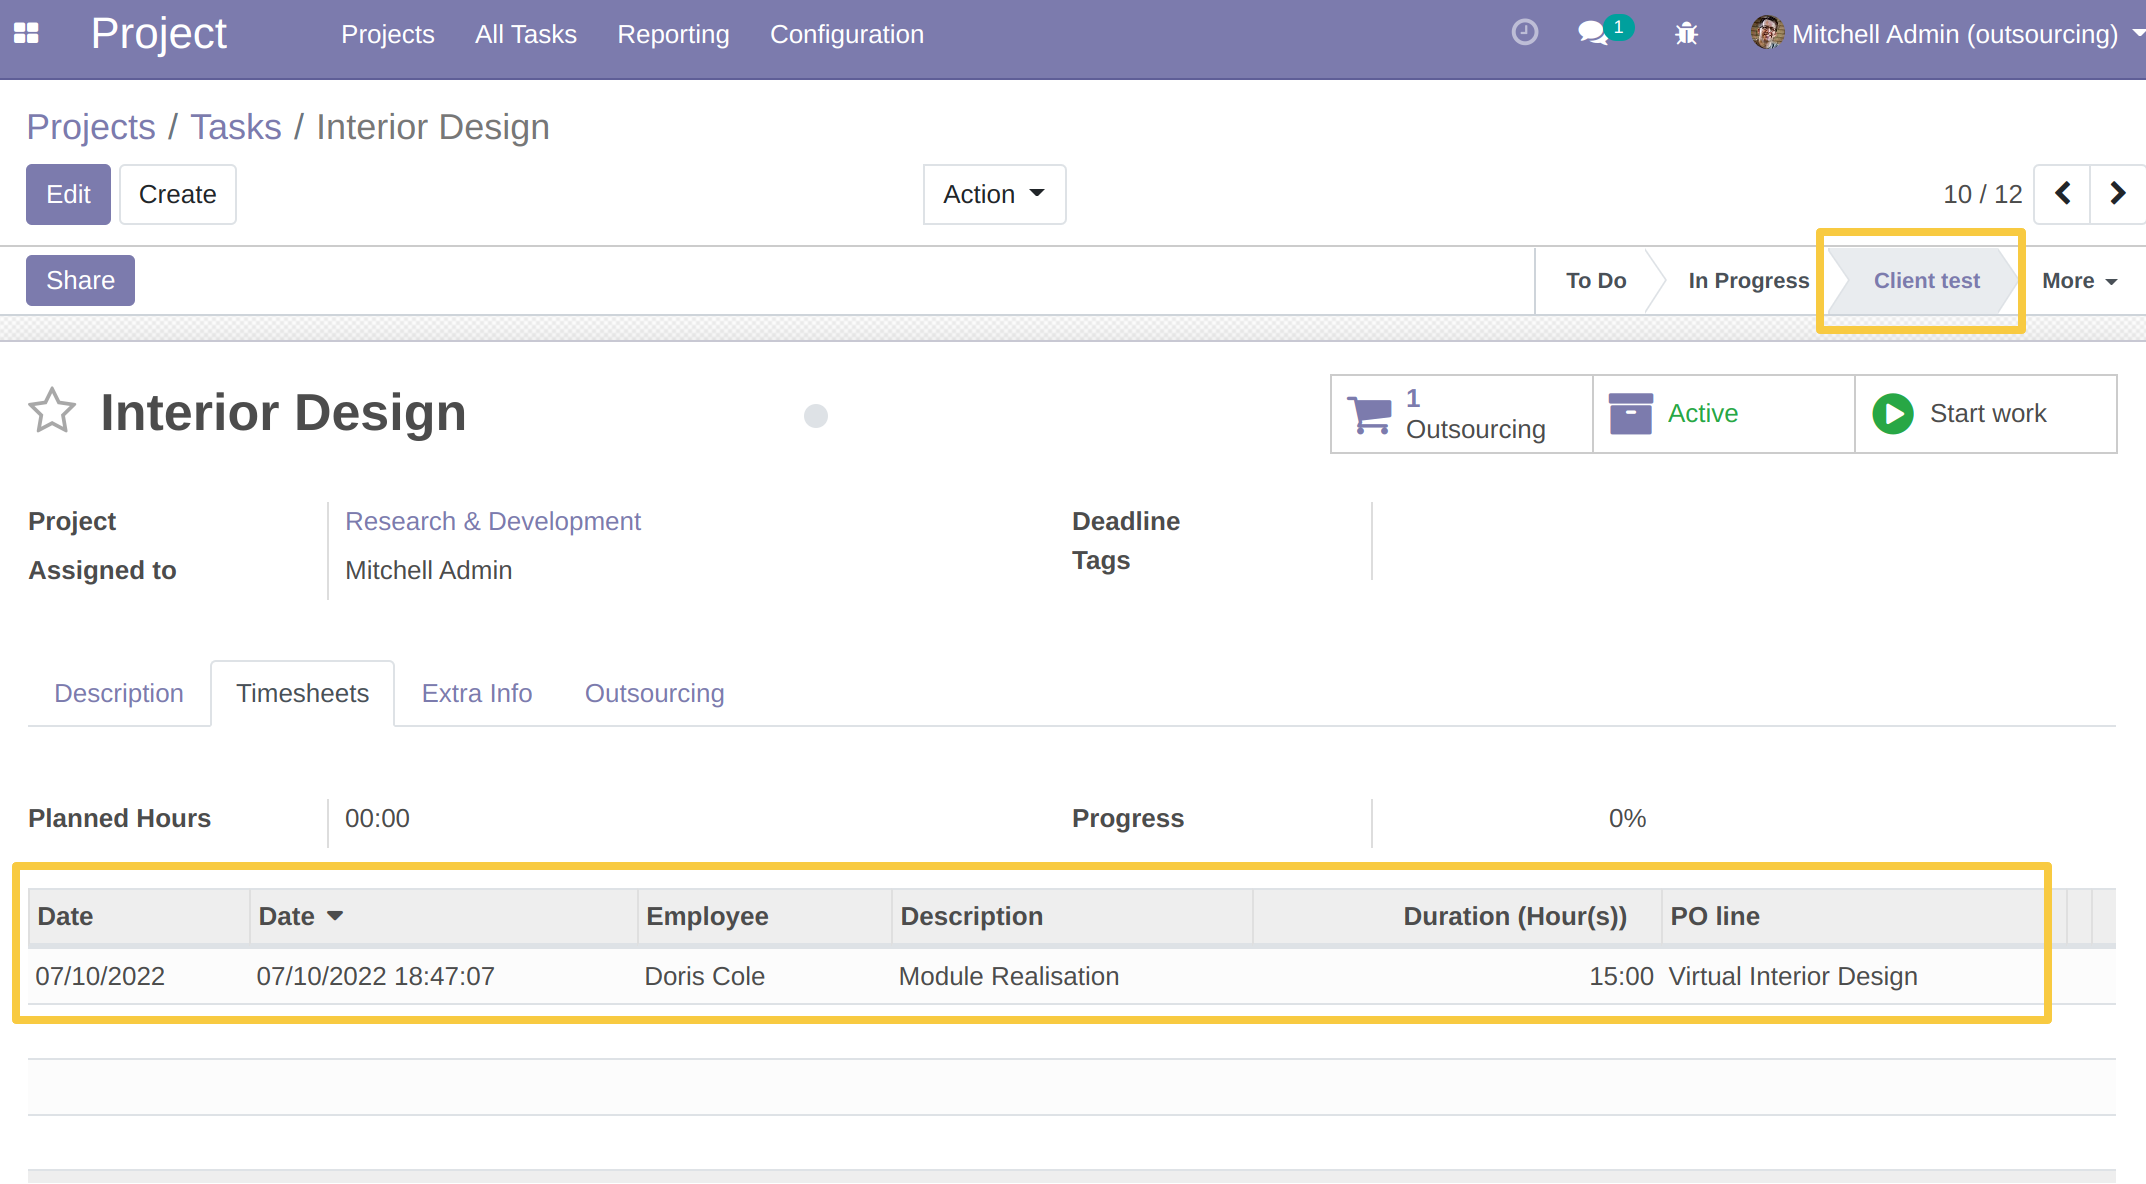 Project Projects All Tasks Reporting Configuration 1 Mitchell Admin (outsourcing)
Projects / Tasks / Interior Design
Edit Create Action 10 / 12
Share To Do In Progress Client test More
Interior Design 1 Outsourcing Active Start work
Project Research & Development Deadline
Assigned to Mitchell Admin Tags
Description Timesheets Extra Info Outsourcing
Planned Hours 00:00 Progress 0%
Date Date Employee Description Duration (Hour(s)) PO line
07/10/2022 07/10/2022 18:47:07 Doris Cole Module Realisation 15:00 Virtual Interior Design